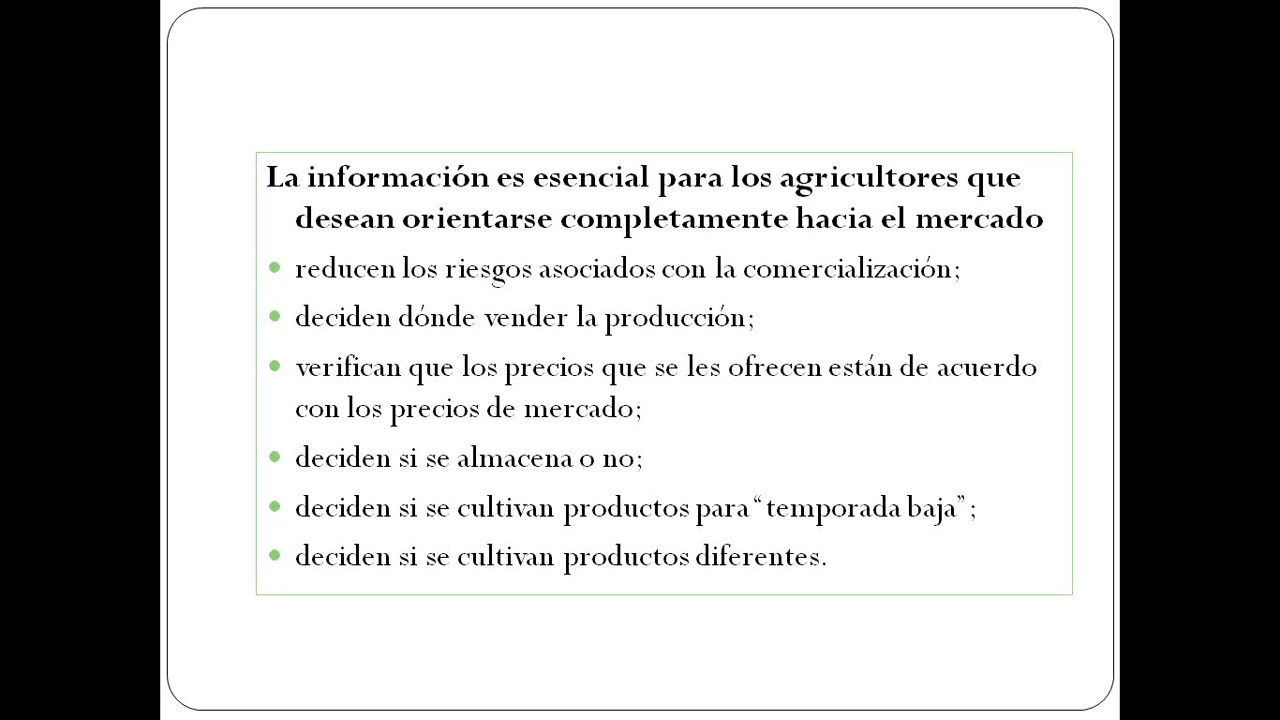 La información es esencial para los agricultores que
desean orientarse completamente hacia el mercado
• reducen los riesgos asociados con la comercialización;
• deciden dónde vender la producción;
• verifican que los precios que se les ofrecen están de acuerdo
con los precios de mercado;
• deciden si se almacena o no;
• deciden si se cultivan productos para “temporada baja”;
• deciden si se cultivan productos diferentes.